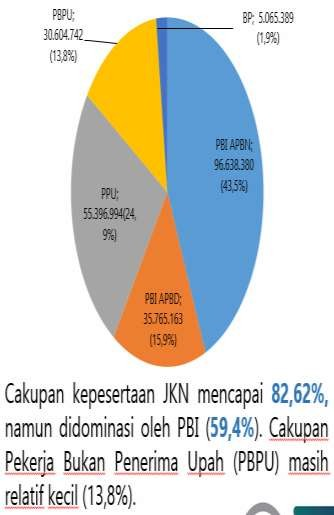 PBPU;
30.604.742
(13,8%)
BP; 5.065.389
(1,9%)
PBI APBN;
96.638.380
(43,5%)
PPU;
55.396.994(24,
9%)
PBI APBD;
35.765.163
(15,9%)
Cakupan kepesertaan JKN mencapai 82,62%,
namun didominasi oleh PBI (59,4%). Cakupan
Pekerja Bukan Penerima Upah (PBPU) masih
relatif kecil (13,8%).